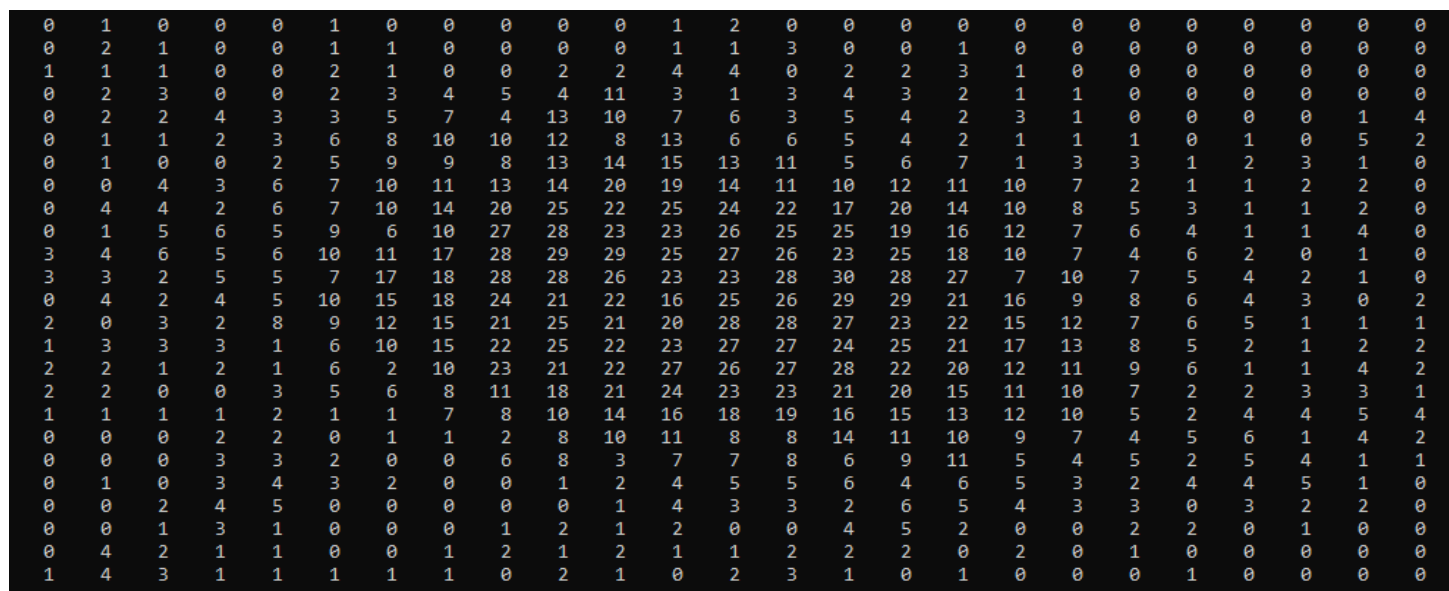 0 1 0 0 0 1 0 0 0 0 0 1 2 0 0 0 0 0 0 0 0 0 0 0 0
0 2 1 0 0 1 1 0 0 0 0 1 1 3 0 0 1 0 0 0 0 0 0 0 0
1 1 1 0 0 2 1 0 0 2 2 4 4 0 2 2 3 1 0 0 0 0 0 0 0
0 2 3 0 0 2 3 4 5 4 11 3 1 3 4 3 2 1 1 0 0 0 0 0 0
0 2 2 4 3 3 5 7 4 13 10 7 6 3 5 4 2 3 1 0 0 0 0 1 4
0 1 1 2 3 6 8 10 10 12 8 13 6 6 5 4 2 1 1 1 0 1 0 5 2
0 1 0 0 2 5 9 9 8 13 14 15 13 11 5 6 7 1 3 3 1 2 3 1 0
0 0 4 3 6 7 10 11 13 14 20 19 14 11 10 12 11 10 7 2 1 1 2 2 0
0 4 4 2 6 7 10 14 20 25 22 25 24 22 17 20 14 10 8 5 3 1 1 2 0
0 1 5 6 5 9 6 10 27 28 23 23 26 25 25 19 16 12 7 6 4 1 1 4 0
3 4 6 5 6 10 11 17 28 29 29 25 27 26 23 25 18 10 7 4 6 2 0 1 0
3 3 2 5 5 7 17 18 28 28 26 23 23 28 30 28 27 7 10 7 5 4 2 1 0
0 4 2 4 5 10 15 18 24 21 22 16 25 26 29 29 21 16 9 8 6 4 3 0 2
2 0 3 2 8 9 12 15 21 25 21 20 28 28 27 23 22 15 12 7 6 5 1 1 1
1 3 3 3 1 6 10 15 22 25 22 23 27 27 24 25 21 17 13 8 5 2 1 2 2
2 2 1 2 1 6 2 10 23 21 22 27 26 27 28 22 20 12 11 9 6 1 1 4 2
2 2 0 0 3 5 6 8 11 18 21 24 23 23 21 20 15 11 10 7 2 2 3 3 1
1 1 1 1 2 1 1 7 8 10 14 16 18 19 16 15 13 12 10 5 2 4 4 5 4
0 0 0 2 2 0 1 1 2 8 10 11 8 8 14 11 10 9 7 4 5 6 1 4 2
0 0 0 3 3 2 0 0 6 8 3 7 7 8 6 9 11 5 4 5 2 5 4 1 1
0 1 0 3 4 3 2 0 0 1 2 4 5 5 6 4 6 5 3 2 4 4 5 1 0
0 0 2 4 5 0 0 0 0 0 1 4 3 3 2 6 5 4 3 3 0 3 2 2 0
0 0 1 3 1 0 0 0 1 2 1 2 0 0 4 5 2 0 0 2 2 0 1 0 0
0 4 2 1 1 0 0 1 2 1 2 1 1 2 2 2 0 2 0 1 0 0 0 0 0
1 4 3 1 1 1 1 1 0 2 1 0 2 3 1 0 1 0 0 0 1 0 0 0 0